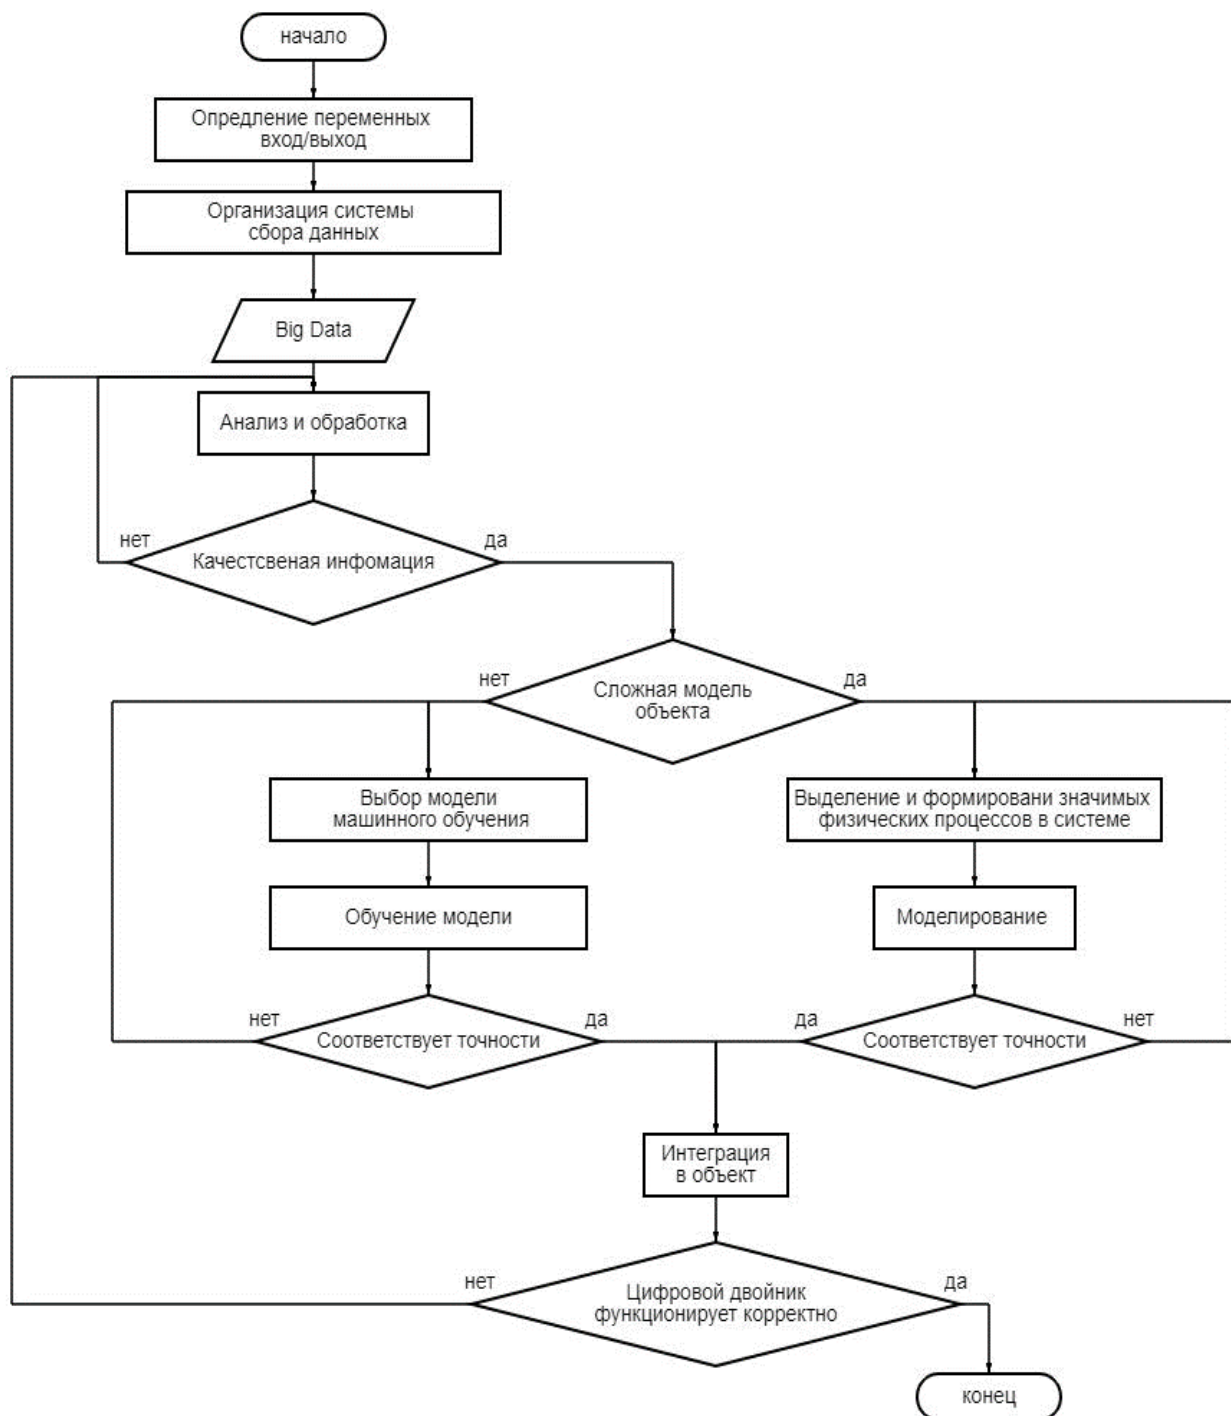 начало
Опредление переменных
вход/выход
Организация системы
сбора данных
Big Data
Анализ и обработка
нет
да
Качестсвеная инфомация
нет
да
Сложная модель
объекта
Выбор модели
машинного обучения
Выделение и формировани значимых
физических процессов в системе
Обучение модели
Моделирование
нет
да
да
нет
Соответствует точности
Соответствует точности
Интеграция
в объект
нет
да
Цифровой двойник
функционирует корректно
конец